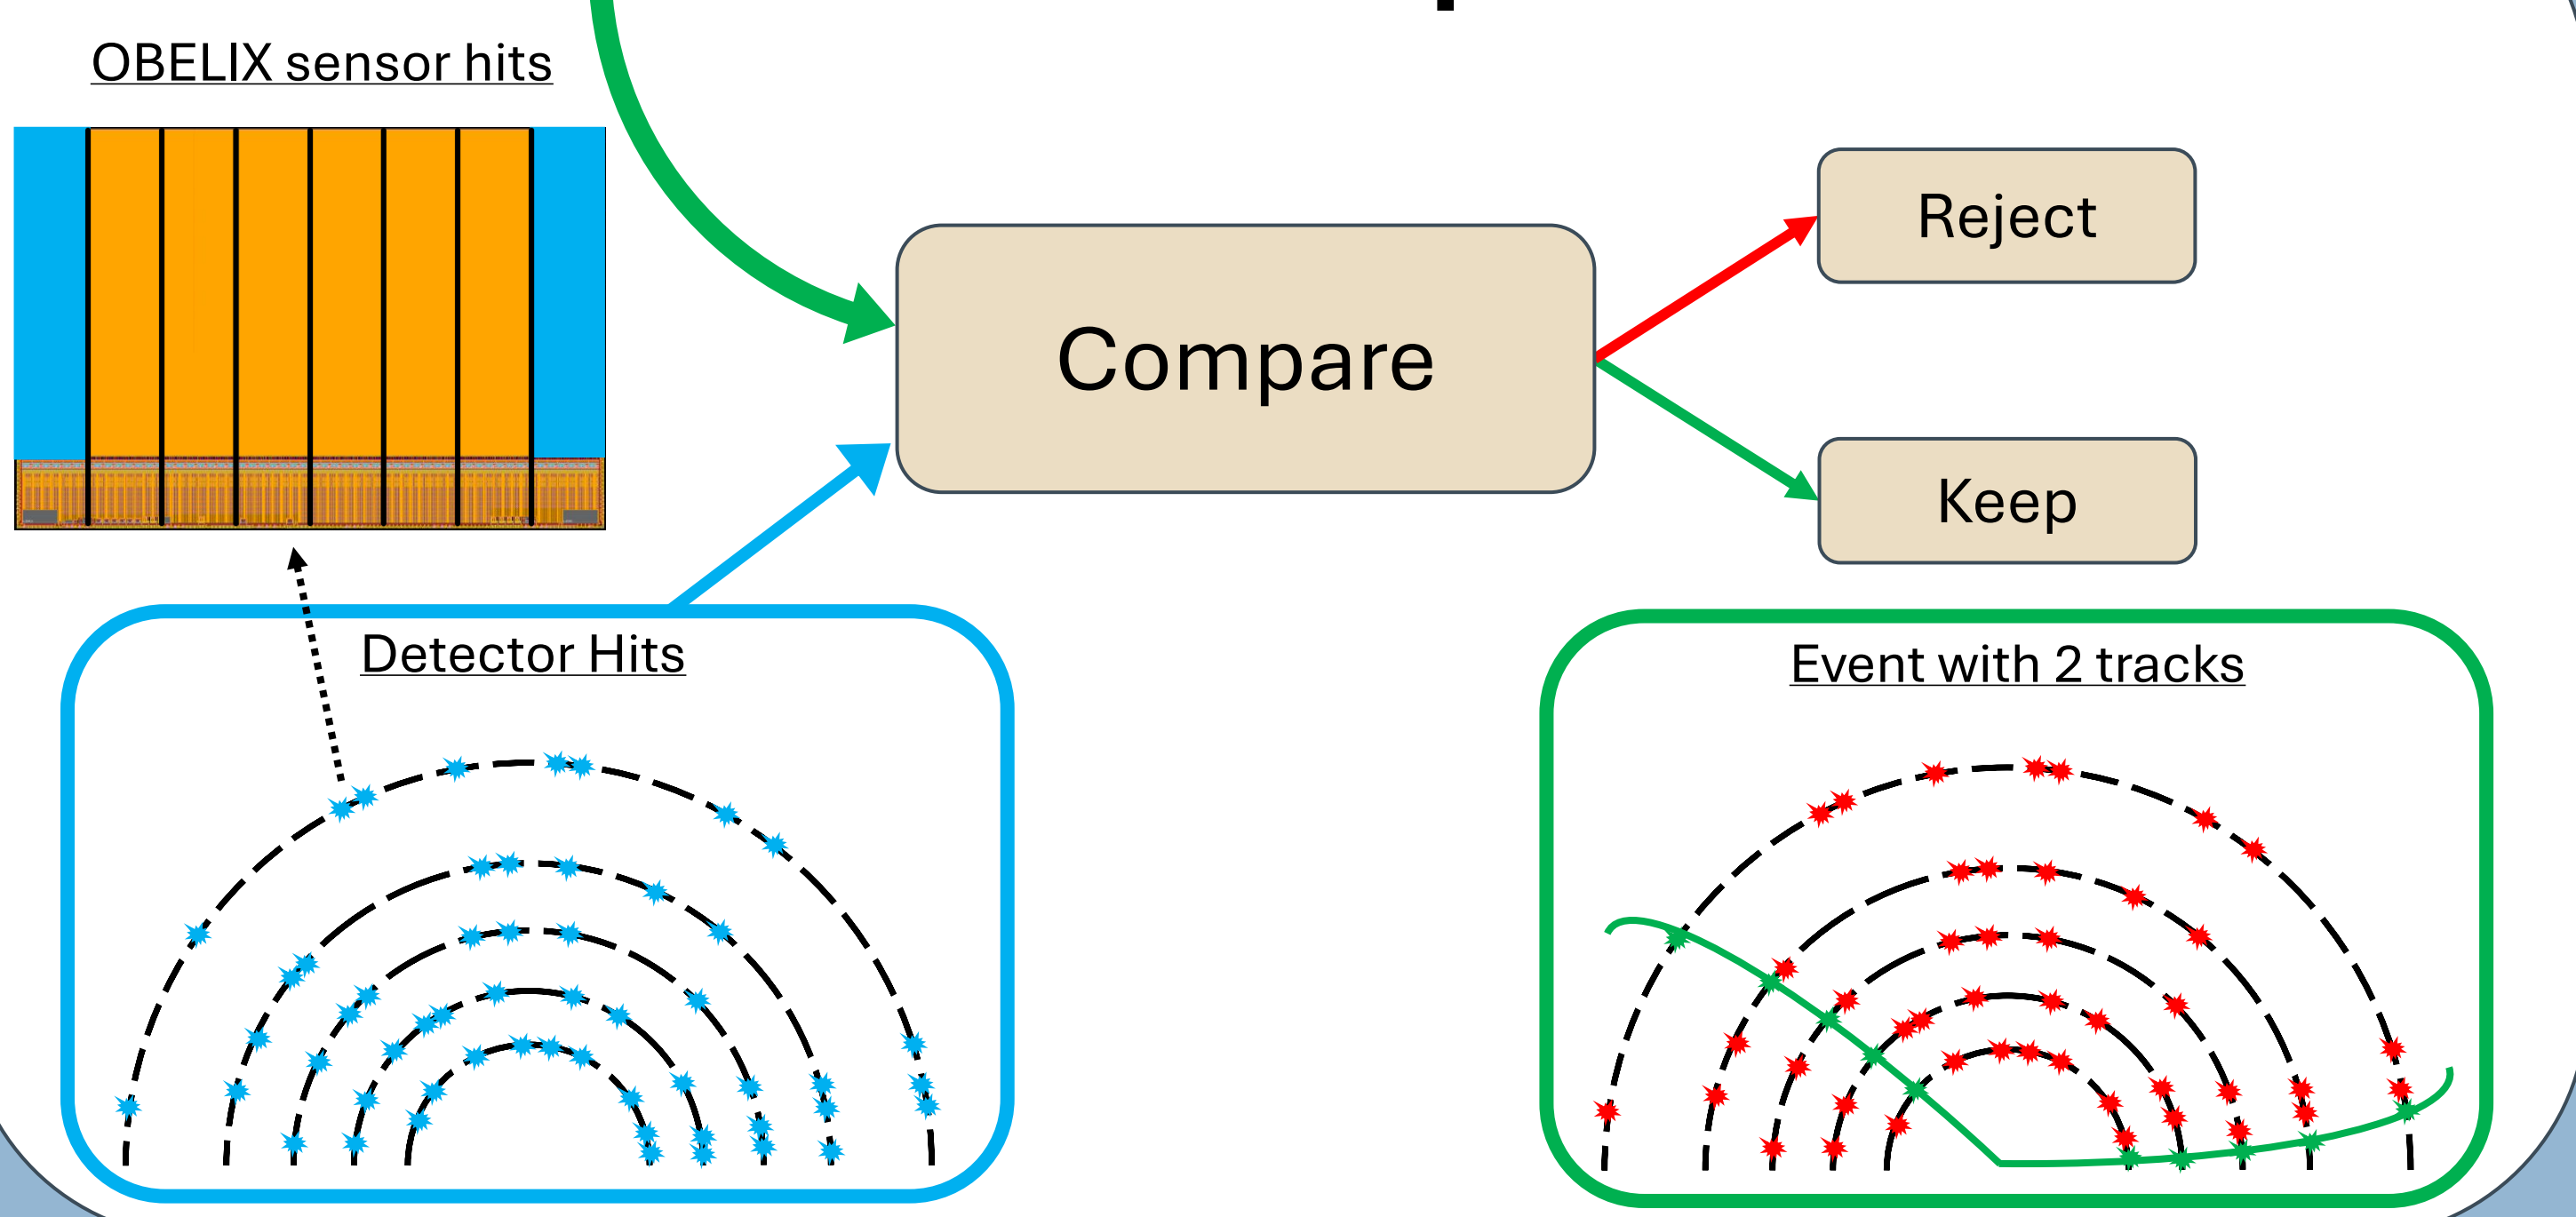 OBELIX sensor hits
Compare
Reject
Keep
Detector Hits
Event with 2 tracks